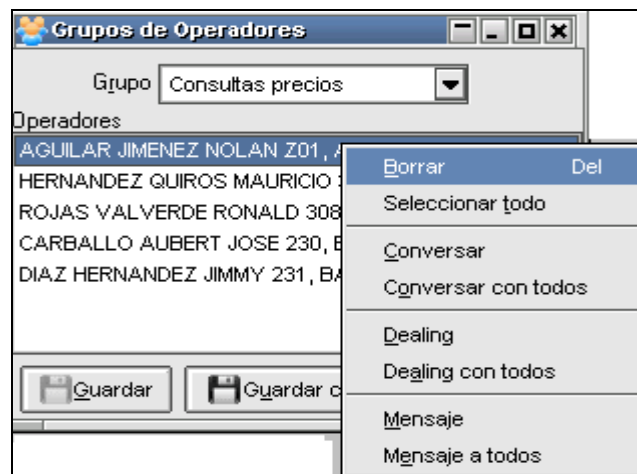 Grupos de Operadores
Grupo Consultas precios
Operadores
AGUILAR JIMENEZ NOLAN Z01,
HERNANDEZ QUIROS MAURICIO
ROJAS VALVERDE RONALD 308
CARBALLO AUBERT JOSE 230,
DIAZ HERNANDEZ JIMMY 231, BA
Borrar Del
Seleccionar todo
Conversar
Conversar con todos
Dealing
Dealing con todos
Mensaje
Mensaje a todos
Guardar
Guardar c